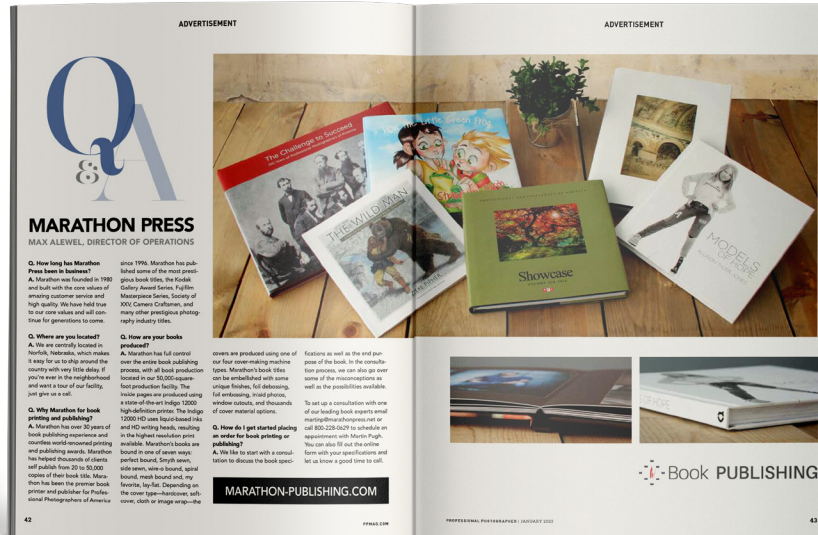 ADVERTISEMENT
Q
&
A
MARATHON PRESS
MAX ALEWEL, DIRECTOR OF OPERATIONS
Q. How long has Marathon
Press been in business?
A. Marathon was founded in 1980
and built with the core values of
amazing customer service and
high quality. We have held true
to our core values and will con-
tinue for generations to come.
Q. Where are you located?
A. We are centrally located in
Norfolk, Nebraska, which makes
it easy for us to ship around the
country with very little delay. If
you're ever in the neighborhood
and want a tour of our facility,
just give us a call.
Q. Why Marathon for book
printing and publishing?
A. Marathon has over 30 years of
book publishing experience and
countless world-renowned printing
and publishing awards. Marathon
has helped thousands of clients
self publish from 20 to 50,000
copies of their book title. Mara-
thon has been the premier book
printer and publisher for Profes-
sional Photographers of America
since 1996. Marathon has pub-
lished some of the most presti-
gious book titles, the Kodak
Gallery Award Series, Fujifilm
Masterpiece Series, Society of
XXV, Camera Craftsmen, and
many other prestigious photog-
raphy industry titles.
Q. How are your books
produced?
A. Marathon has full control
over the entire book publishing
process, with all book production
located in our 50,000-square-
foot production facility. The
inside pages are produced using
a state-of-the-art Indigo 12000
high-definition printer. The Indigo
12000 HD uses liquid-based inks
and HD writing heads, resulting
in the highest resolution print
available. Marathon's books are
bound in one of seven ways:
perfect bound, Smyth sewn,
side sewn, wire-o bound, spiral
bound, mesh bound and, my
favorite, lay-flat. Depending on
the cover type—hardcover, soft-
cover, cloth or image wrap—the
covers are produced using one of
our four cover-making machine
types. Marathon's book titles
can be embellished with some
unique finishes, foil debossing,
foil embossing, inlaid photos,
window cutouts, and thousands
of cover material options.
Q. How do I get started placing
an order for book printing or
publishing?
A. We like to start with a consul-
tation to discuss the book speci-
fications as well as the end pur-
pose of the book. In the consulta-
tion process, we can also go over
some of the misconceptions as
well as the possibilities available.
To set up a consultation with one
of our leading book experts email
martinp@marathonpress.net or
call 800-228-0629 to schedule an
appointment with Martin Pugh.
You can also fill out the online
form with your specifications and
let us know a good time to call.
MARATHON-PUBLISHING.COM
42
PPMAG.COM
ADVERTISEMENT
The Challenge to Succeed
The Little Green Frog
THE WILD MAN
Showcase
MODELS
OF HOPE
OF HOPE
Book PUBLISHING
PROFESSIONAL PHOTOGRAPHER | JANUARY 2023
43